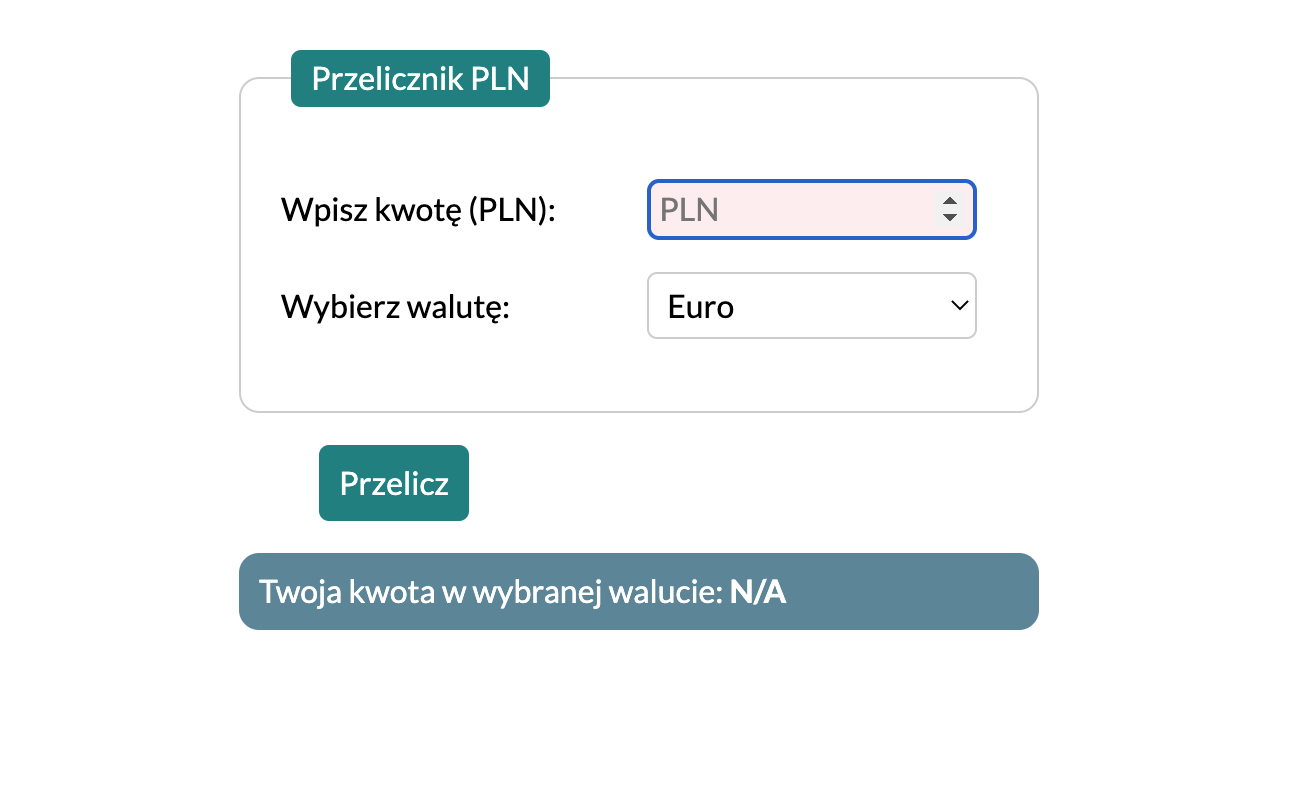 Przelicznik PLN
Wpisz kwotę (PLN): PLN
Wybierz walutę: Euro
Przelicz
Twoja kwota w wybranej walucie: N/A